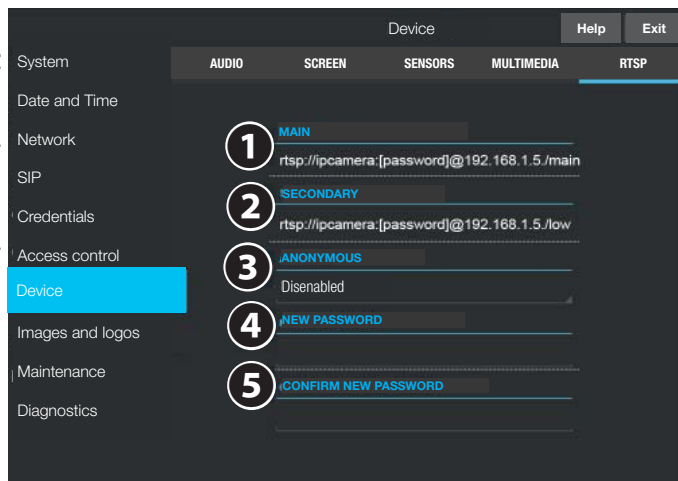 Device
Help
Exit
System
AUDIO
SCREEN
SENSORS
MULTIMEDIA
RTSP
Date and Time
Network
SIP
Credentials
Access control
Device
Images and logos
Maintenance
Diagnostics
1
MAIN
rtsp://ipcamera:[password]@192.168.1.5./main
2
SECONDARY
rtsp://ipcamera:[password]@192.168.1.5./low
3
ANONYMOUS
Disenabled
4
NEW PASSWORD
5
CONFIRM NEW PASSWORD